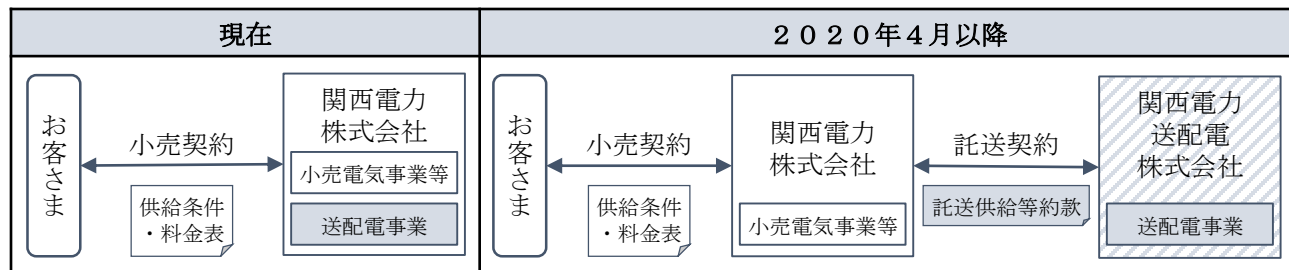 現在
お客さま
小売契約
供給条件
・料金表
関西電力
株式会社
小売電気事業等
送配電事業
２０２０年４月以降
お客さま
小売契約
供給条件
・料金表
関西電力
株式会社
小売電気事業等
託送契約
託送供給等約款
関西電力
送配電
株式会社
送配電事業